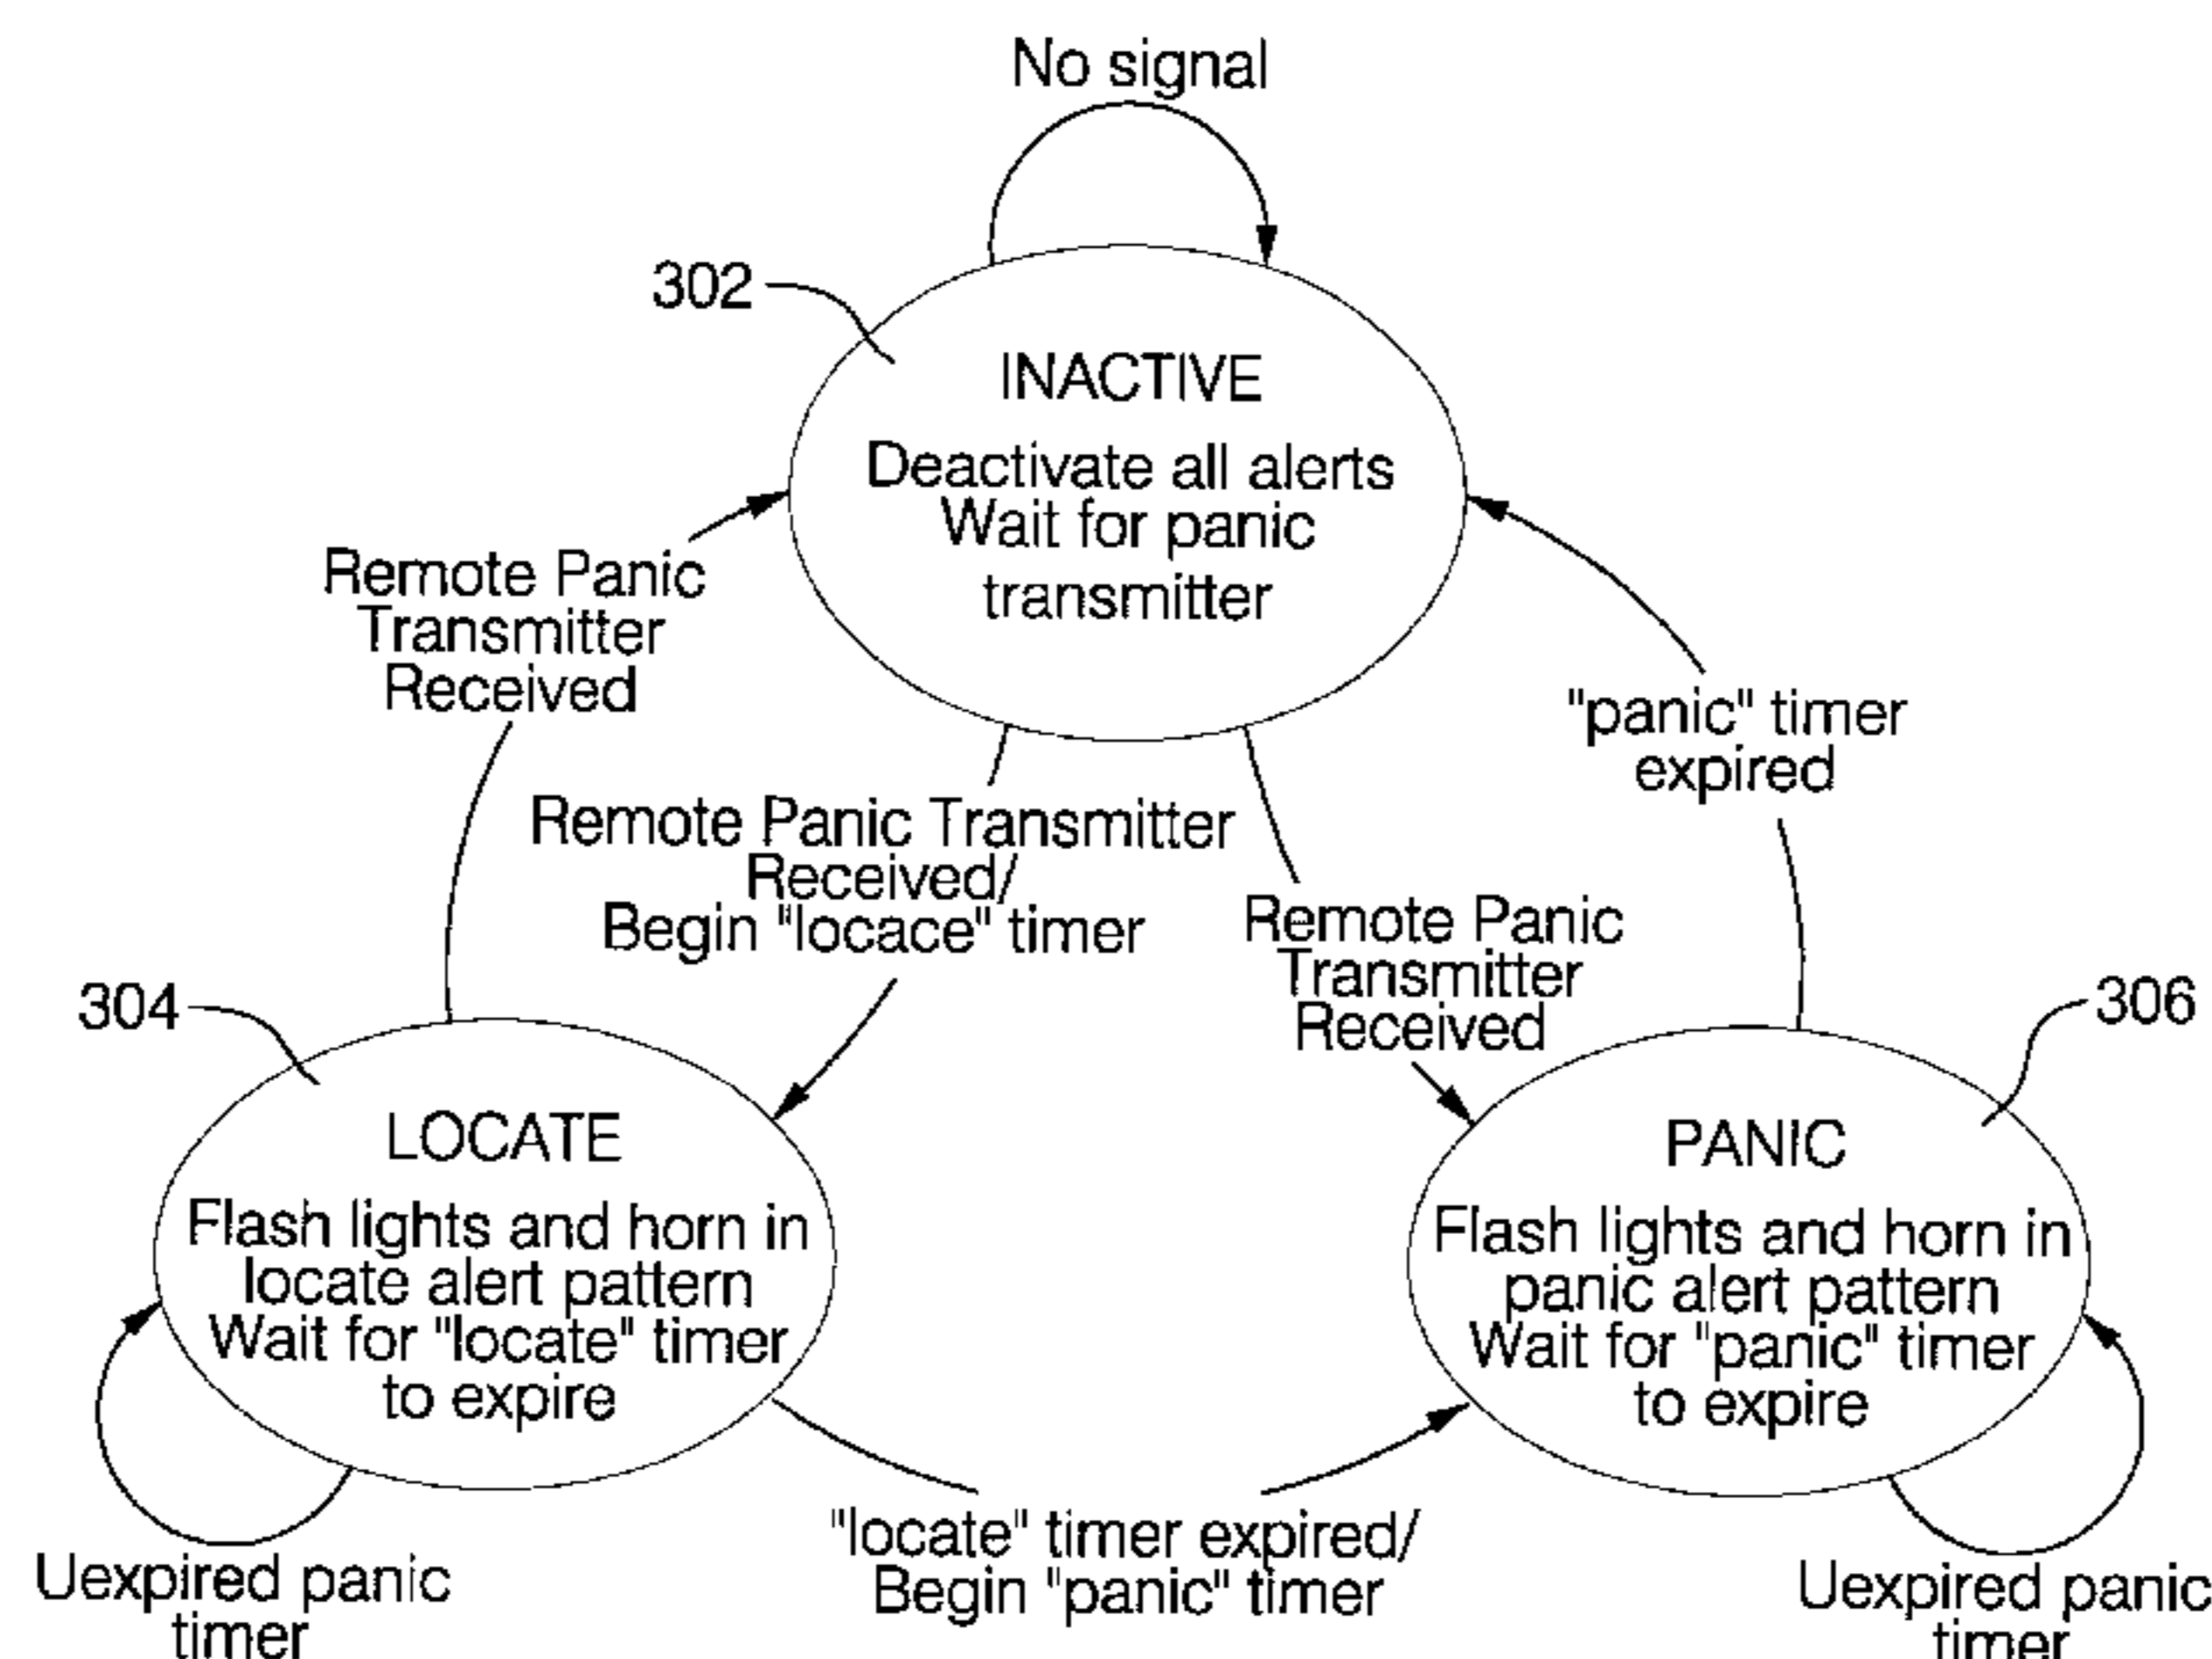 No signal
302
INACTIVE
Deactivate all alerts
Wait for panic
transmitter
Remote Panic
Transmitter
Received
"panic" timer
expired
Remote Panic Transmitter
Received/
Begin "locace" timer
Remote Panic
Transmitter
Received
304
306
LOCATE
Flash lights and horn in
locate alert pattern
Wait for "locate" timer
to expire
PANIC
Flash lights and horn in
panic alert pattern
Wait for "panic" timer
to expire
Uexpired panic
timer
"locate" timer expired/
Begin "panic" timer
Uexpired panic
timer